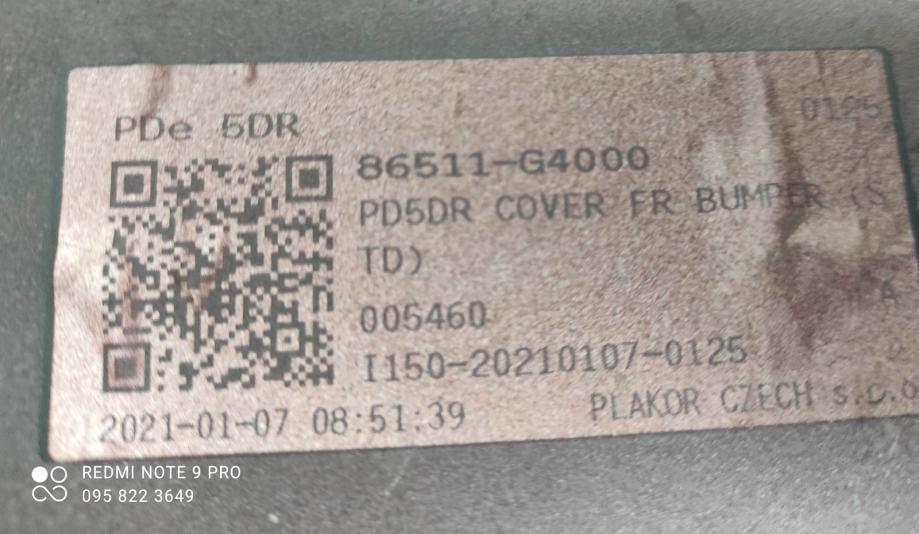 PDe 5DR
0125
86511-G4000
PD5DR COVER FR BUMPER (S
TD)
A
005460
I150-20210107-0125
2021-01-07 08:51:39
PLAKOR CZECH s.r.o
REDMI NOTE 9 PRO
095 822 3649